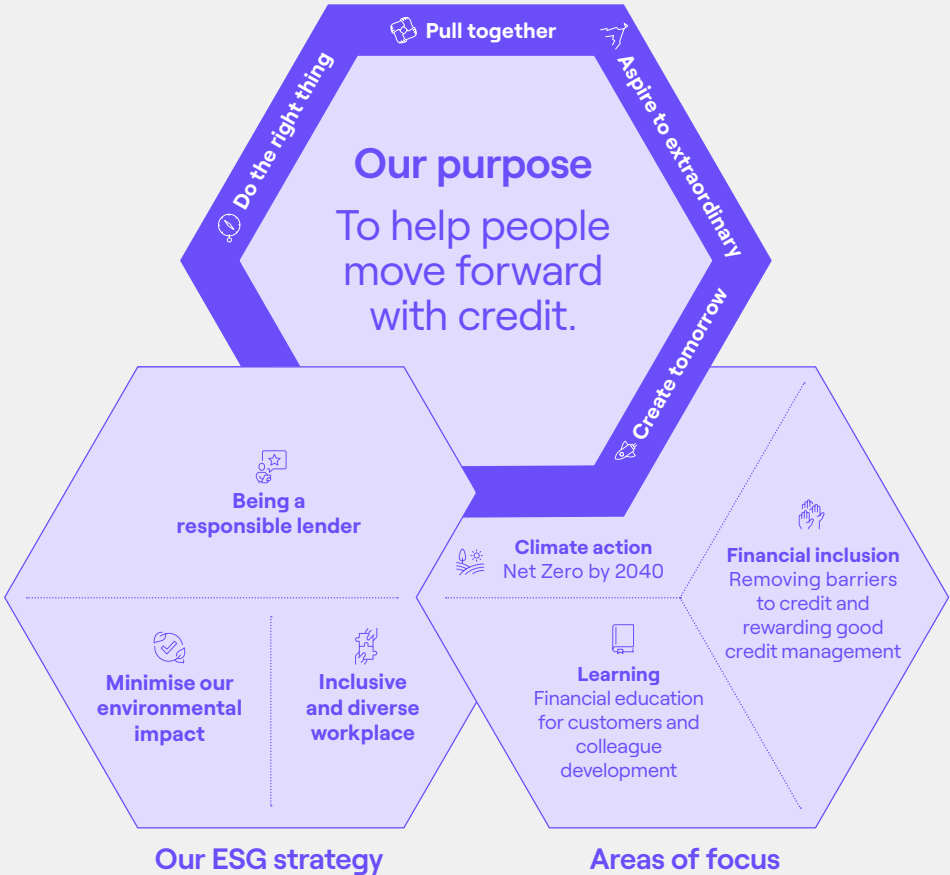 Do the right thing
Pull together
Aspire to extraordinary
Create tomorrow
Our purpose
To help people
move forward
with credit.
Being a
responsible lender
Minimise our
environmental
impact
Inclusive
and diverse
workplace
Our ESG strategy
Climate action
Net Zero by 2040
Financial inclusion
Removing barriers
to credit and
rewarding good
credit management
Learning
Financial education
for customers and
colleague
development
Areas of focus